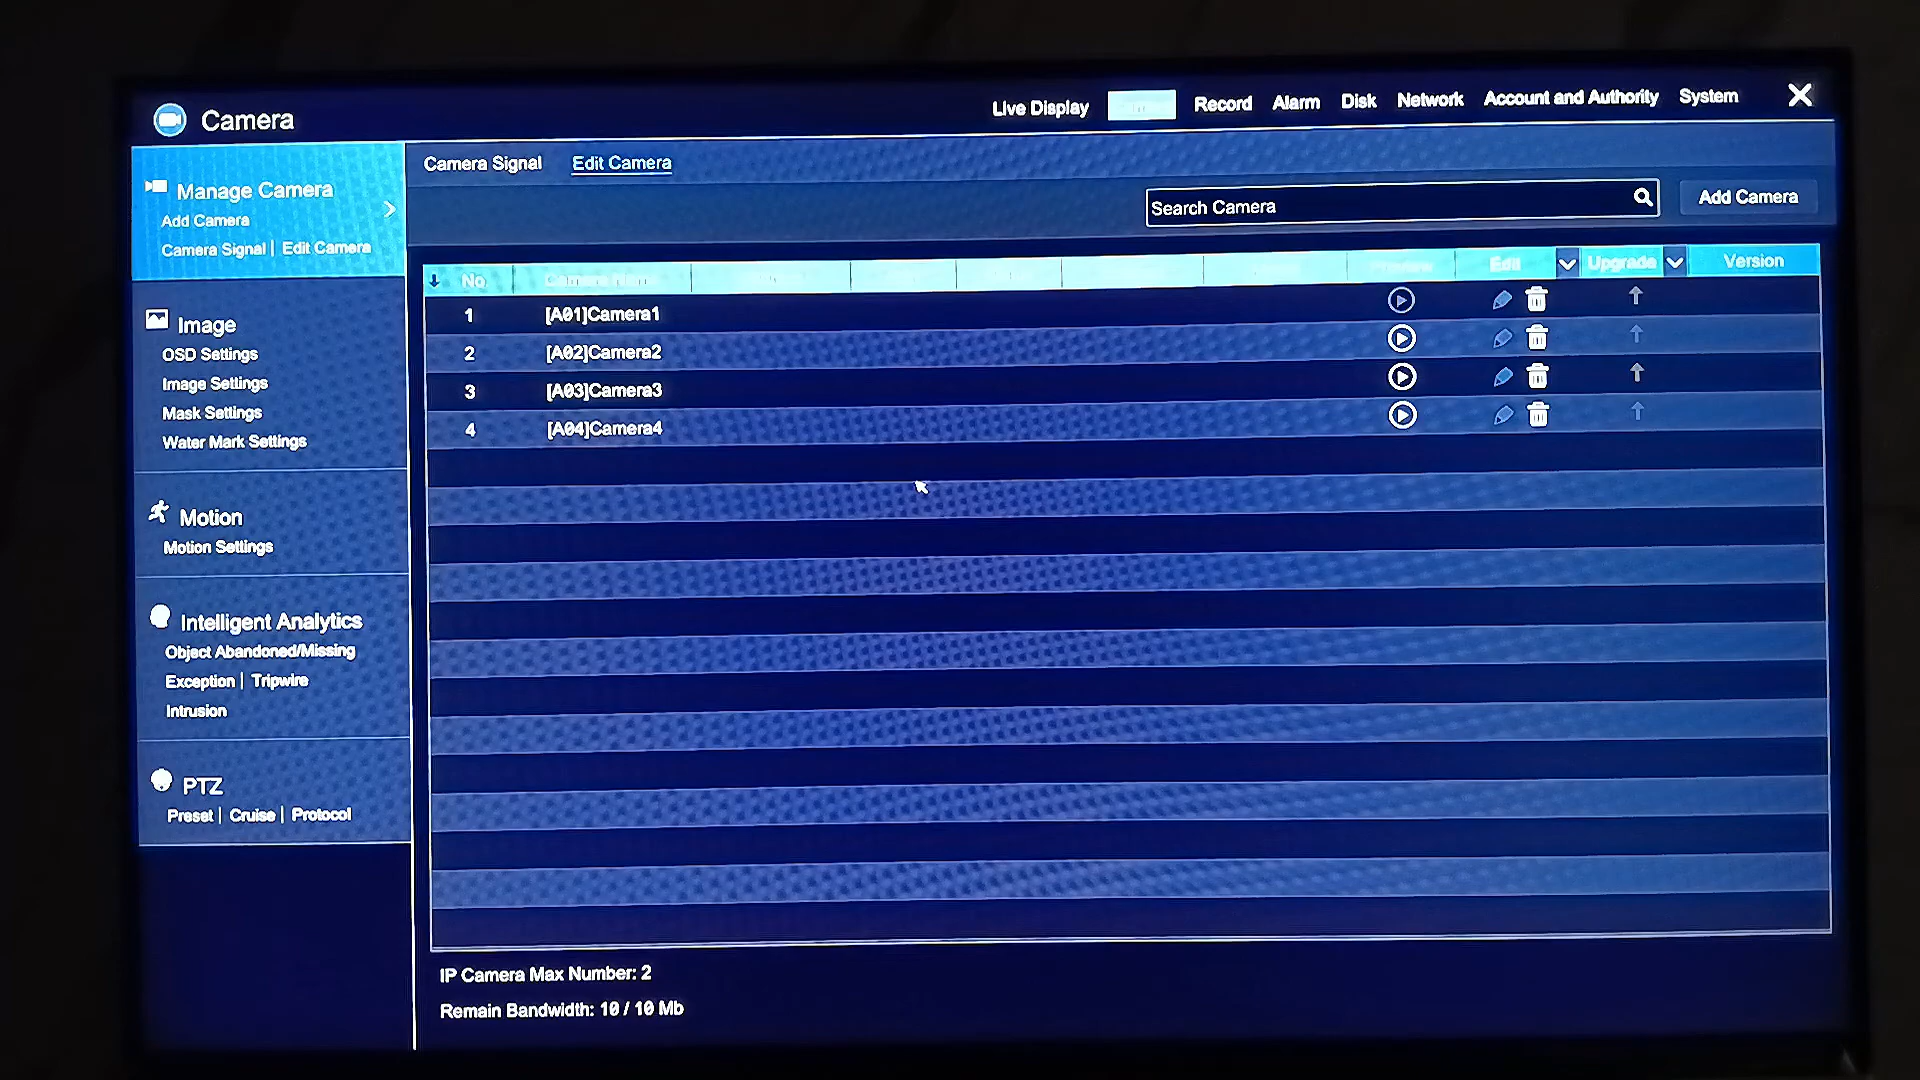 Camera
Live Display Record Alarm Disk Network Account and Authority System
Manage Camera
Add Camera
Camera Signal | Edit Camera
Image
OSD Settings
Image Settings
Mask Settings
Water Mark Settings
Motion
Motion Settings
Intelligent Analytics
Object Abandoned/Missing
Exception | Tripwire
Intrusion
PTZ
Preset | Cruise | Protocol
Camera Signal Edit Camera
Search Camera Add Camera
No. Camera Name Preview Edit Upgrade Version
1 [A01]Camera1
2 [A02]Camera2
3 [A03]Camera3
4 [A04]Camera4
IP Camera Max Number: 2
Remain Bandwidth: 10 / 10 Mb